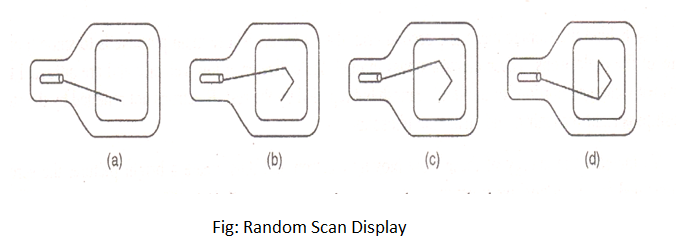 (a) (b) (c) (d)
Fig: Random Scan Display